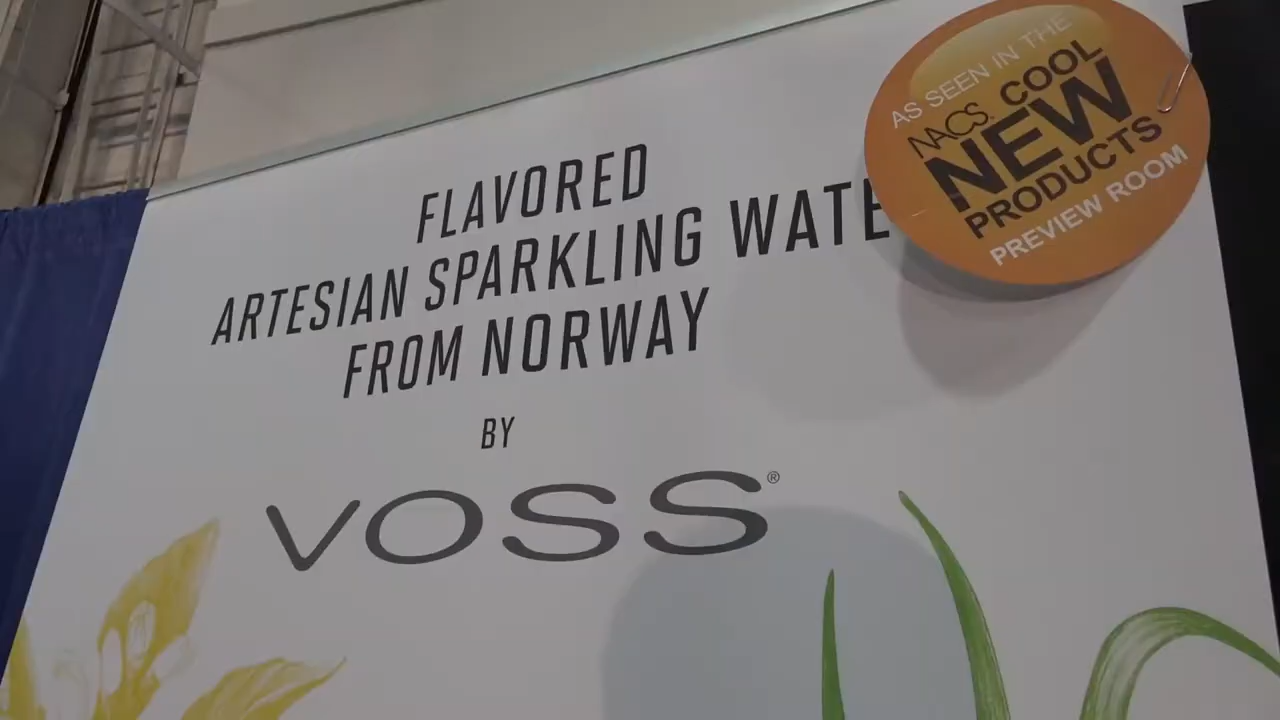 FLAVORED
ARTESIAN SPARKLING WATE
FROM NORWAY
BY
VOSS®
AS SEEN IN THE
NACS. COOL
NEW
PRODUCTS
PREVIEW ROOM